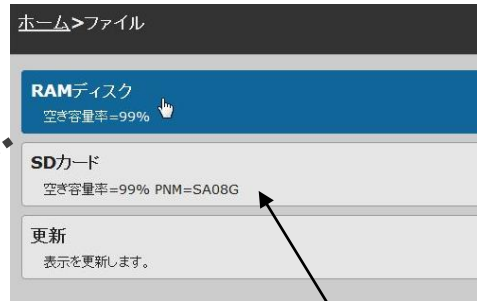 ホーム>ファイル
RAMディスク
空き容量率=99%
SDカード
空き容量率=99% PNM=SA08G
更新
表示を更新します。